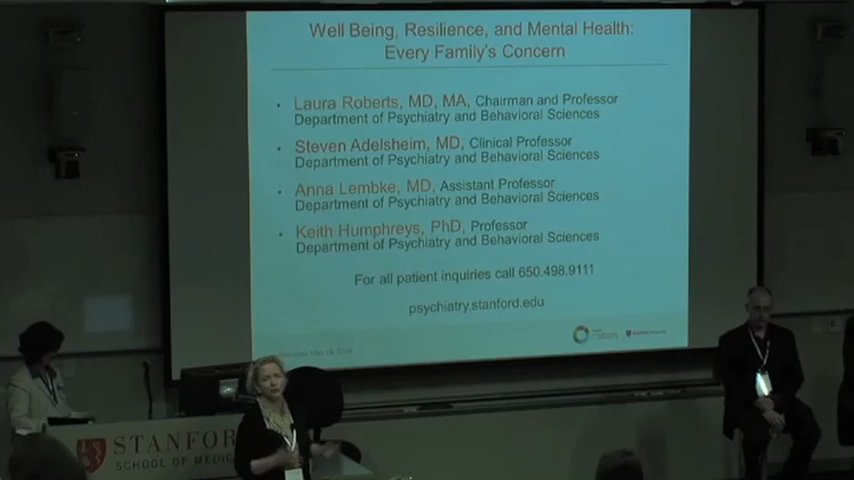 Well Being, Resilience, and Mental Health:
Every Family's Concern
• Laura Roberts, MD, MA, Chairman and Professor
Department of Psychiatry and Behavioral Sciences
• Steven Adelsheim, MD, Clinical Professor
Department of Psychiatry and Behavioral Sciences
• Anna Lembke, MD, Assistant Professor
Department of Psychiatry and Behavioral Sciences
• Keith Humphreys, PhD, Professor
Department of Psychiatry and Behavioral Sciences
For all patient inquiries call 650.498.9111
psychiatry.stanford.edu
STANFOR
SCHOOL OF MEDIC